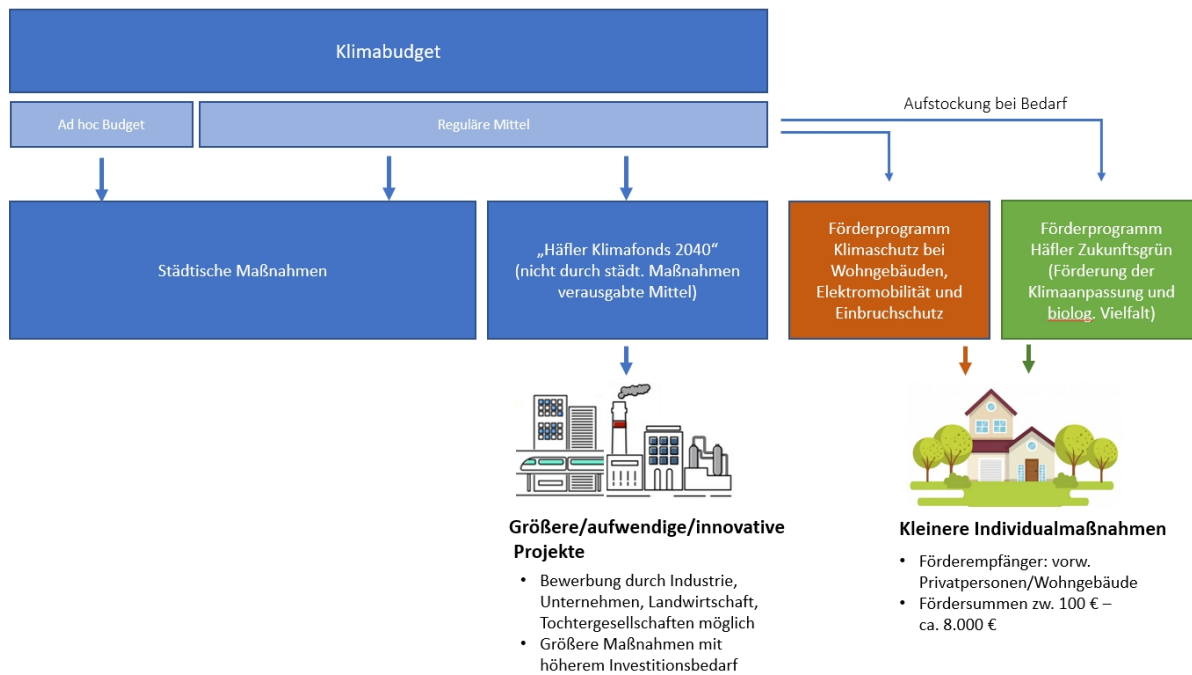 Klimabudget
Ad hoc Budget
Reguläre Mittel
Aufstockung bei Bedarf
Städtische Maßnahmen
„Häfler Klimafonds 2040“
(nicht durch städt. Maßnahmen
verausgabte Mittel)
Förderprogramm
Klimaschutz bei
Wohngebäuden,
Elektromobilität und
Einbruchschutz
Förderprogramm
Häfler Zukunftsgrün
(Förderung der
Klimaanpassung und
biolog. Vielfalt)
Größere/aufwendige/innovative
Projekte
• Bewerbung durch Industrie,
Unternehmen, Landwirtschaft,
Tochtergesellschaften möglich
• Größere Maßnahmen mit
höherem Investitionsbedarf
Kleinere Individualmaßnahmen
• Förderempfänger: vorw.
Privatpersonen/Wohngebäude
• Fördersummen zw. 100 € –
ca. 8.000 €